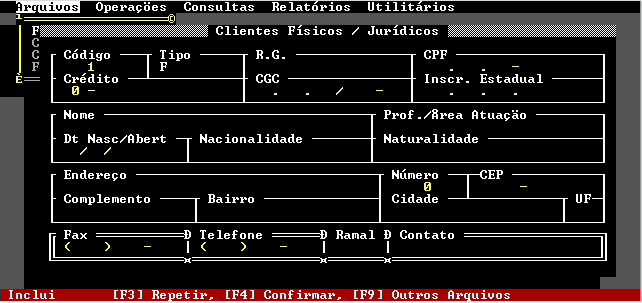 Arquivos Operações Consultas Relatórios Utilitários
F Clientes Físicos / Jurídicos
C
C
F
Código Tipo R.G. CPF
1 F . . -
Crédito CGC Inscr. Estadual
0 - . . / - . . .
Nome Prof./Área Atuação
Dt Nasc/Abert Nacionalidade Naturalidade
/ /
Endereço Número CEP
0 -
Complemento Bairro Cidade UF
Fax Ð Telefone Ð Ramal Ð Contato
( ) - ( ) -
Inclui [F3] Repetir, [F4] Confirmar, [F9] Outros Arquivos